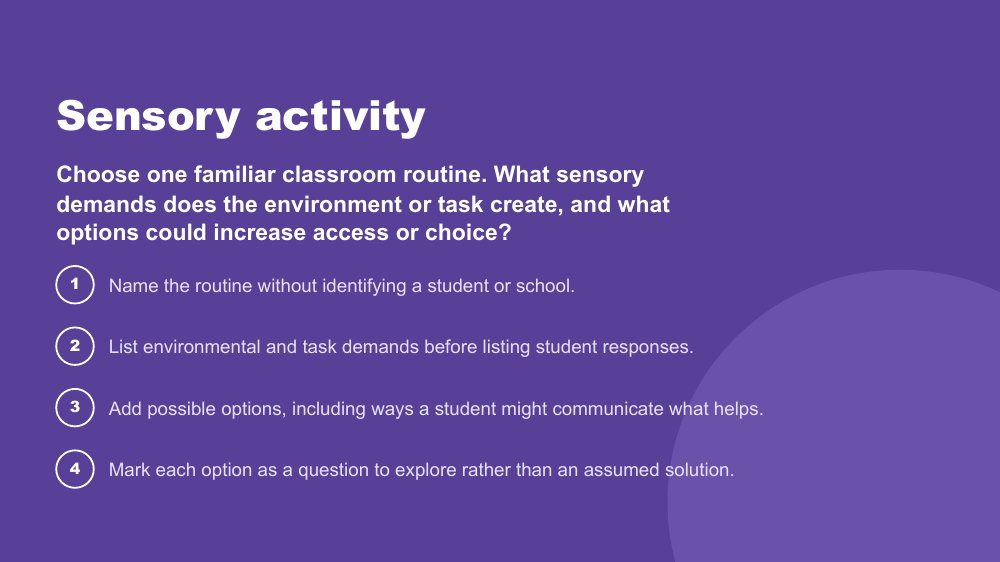 Sensory activity
Choose one familiar classroom routine. What sensory
demands does the environment or task create, and what
options could increase access or choice?
1 Name the routine without identifying a student or school.
2 List environmental and task demands before listing student responses.
3 Add possible options, including ways a student might communicate what helps.
4 Mark each option as a question to explore rather than an assumed solution.